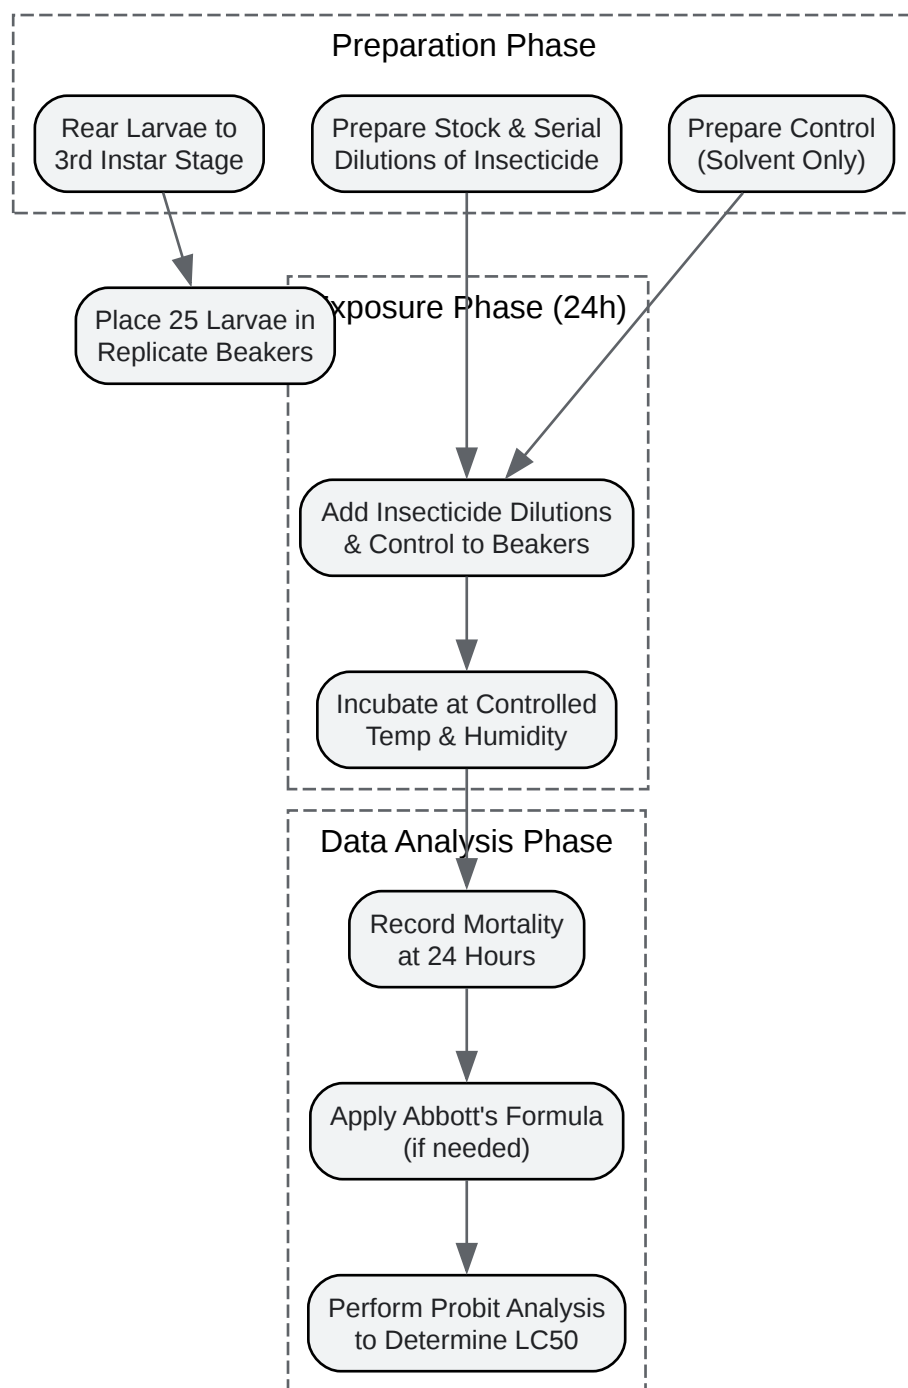 Preparation Phase
Rear Larvae to
3rd Instar Stage
Prepare Stock & Serial
Dilutions of Insecticide
Prepare Control
(Solvent Only)
xposure Phase (24h)
Place 25 Larvae in
Replicate Beakers
Add Insecticide Dilutions
& Control to Beakers
Incubate at Controlled
Temp & Humidity
Data Analysis Phase
Record Mortality
at 24 Hours
Apply Abbott's Formula
(if needed)
Perform Probit Analysis
to Determine LC50